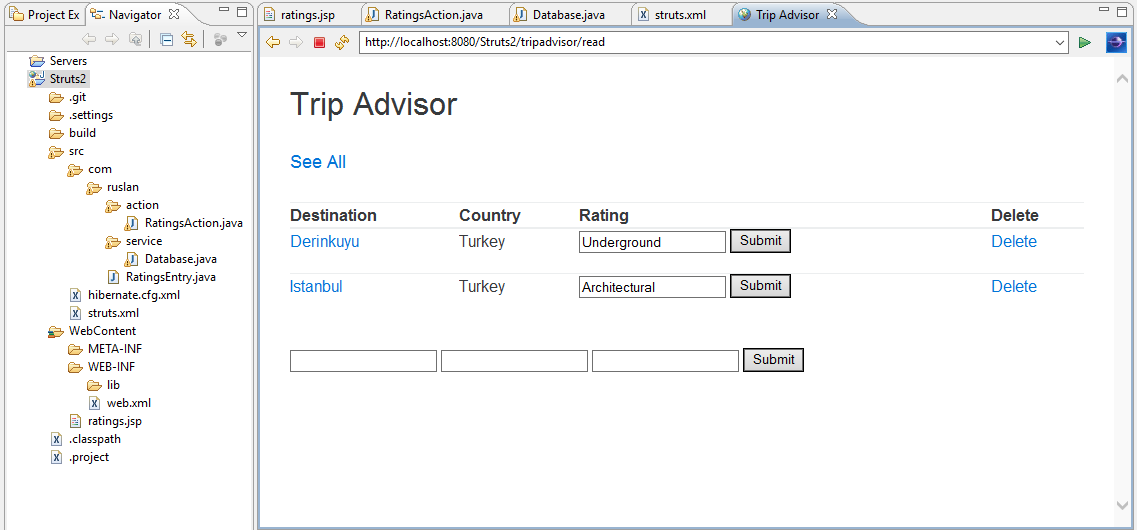 Project Ex
Navigator
Servers
Struts2
.git
.settings
build
src
com
ruslan
action
RatingsAction.java
service
Database.java
RatingsEntry.java
hibernate.cfg.xml
struts.xml
WebContent
META-INF
WEB-INF
lib
web.xml
ratings.jsp
.classpath
.project
ratings.jsp RatingsAction.java Database.java struts.xml Trip Advisor
http://localhost:8080/Struts2/tripadvisor/read
Trip Advisor
See All
Destination Country Rating Delete
Derinkuyu Turkey Underground Submit Delete
Istanbul Turkey Architectural Submit Delete
Submit